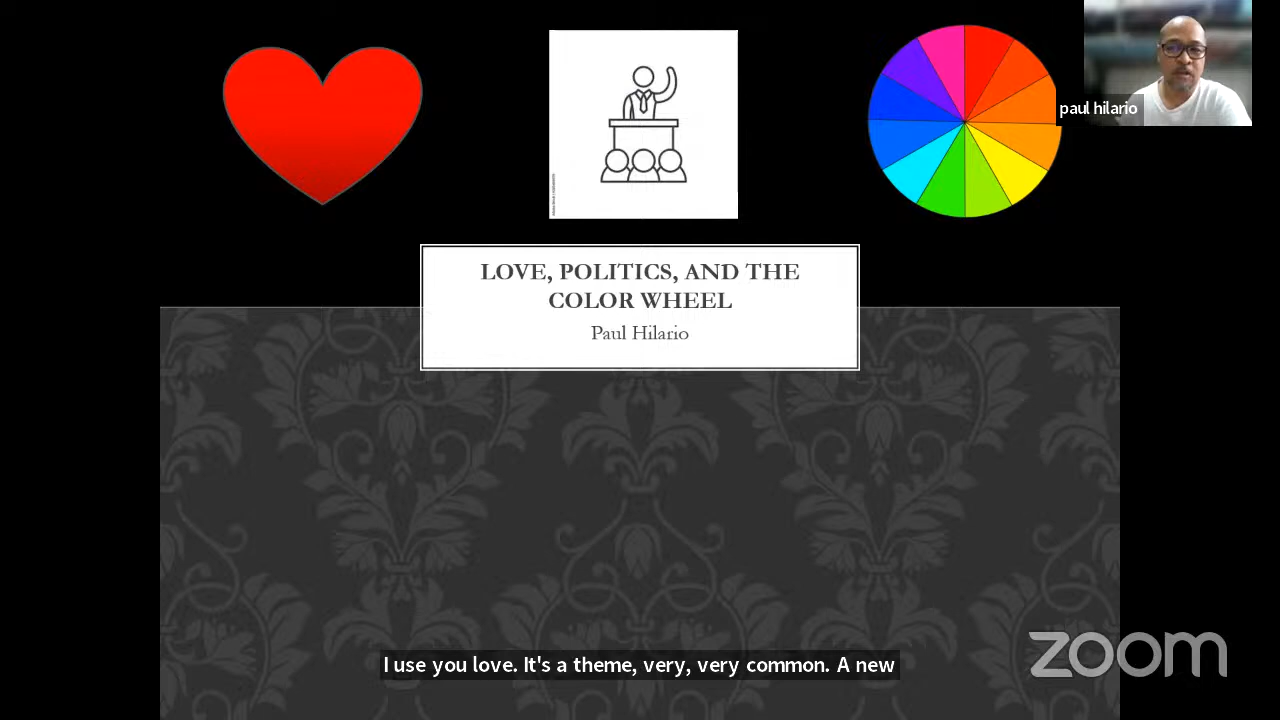 paul hilario
LOVE, POLITICS, AND THE
COLOR WHEEL
Paul Hilario
I use you love. It's a theme, very, very common. A new
zoom